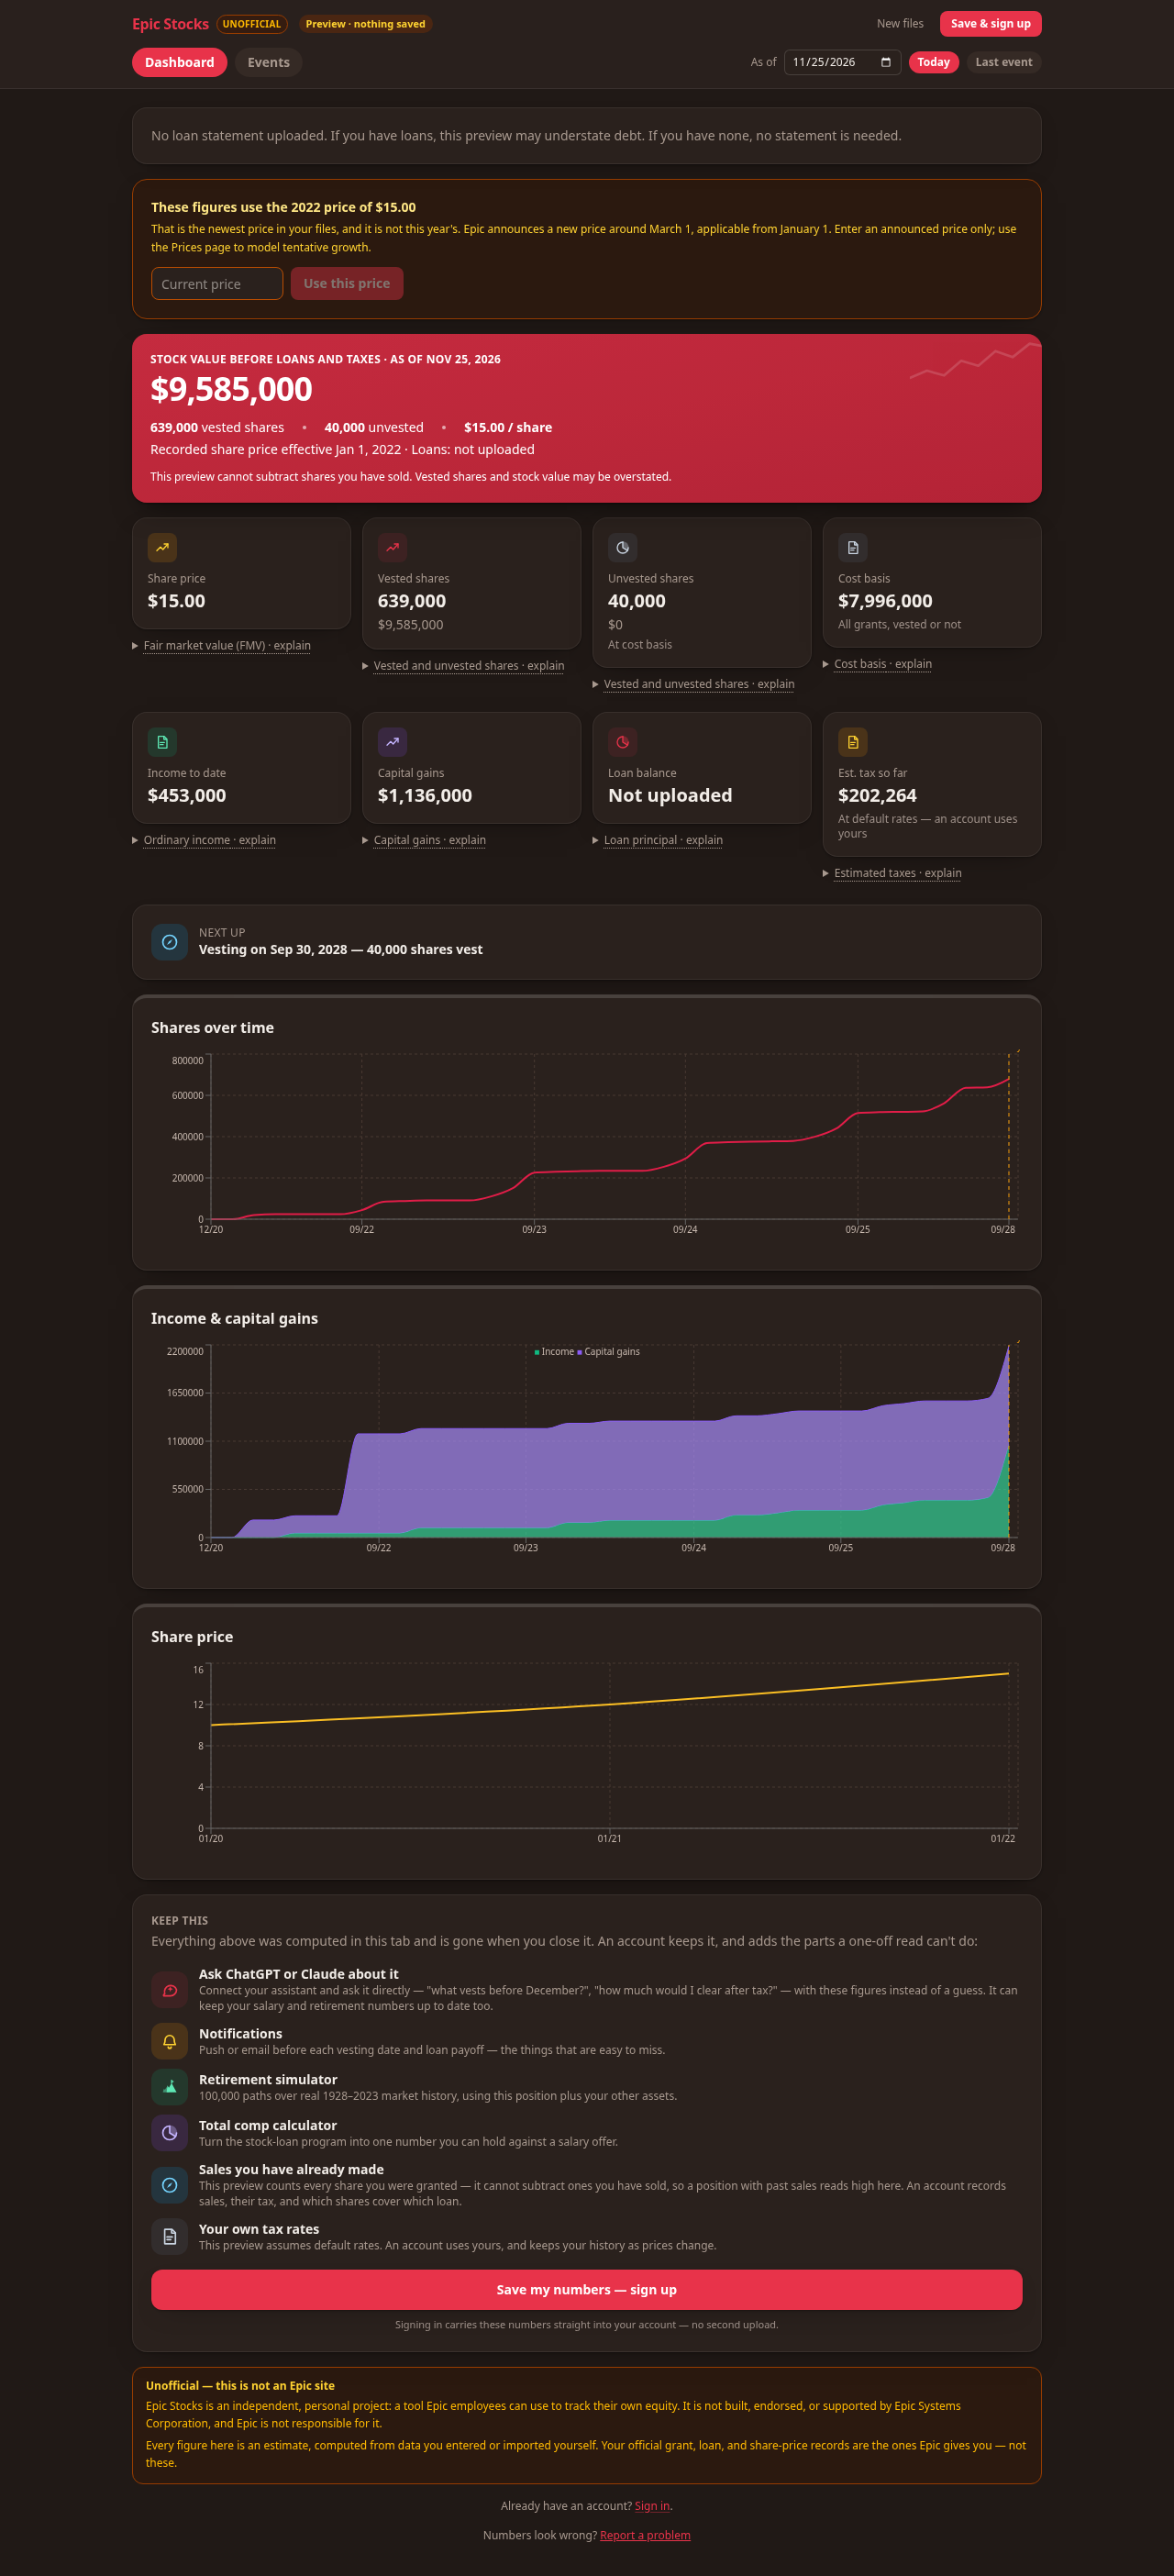 Epic Stocks UNOFFICIAL Preview · nothing saved New files Save & sign up
Dashboard Events As of 11/25/2026 Today Last event
No loan statement uploaded. If you have loans, this preview may understate debt. If you have none, no statement is needed.
These figures use the 2022 price of $15.00
That is the newest price in your files, and it is not this year's. Epic announces a new price around March 1, applicable from January 1. Enter an announced price only; use
the Prices page to model tentative growth.
Current price Use this price
STOCK VALUE BEFORE LOANS AND TAXES · AS OF NOV 25, 2026
$9,585,000
639,000 vested shares • 40,000 unvested • $15.00 / share
Recorded share price effective Jan 1, 2022 · Loans: not uploaded
This preview cannot subtract shares you have sold. Vested shares and stock value may be overstated.
Share price
$15.00
Fair market value (FMV) · explain
Vested shares
639,000
$9,585,000
Vested and unvested shares · explain
Unvested shares
40,000
$0
At cost basis
Vested and unvested shares · explain
Cost basis
$7,996,000
All grants, vested or not
Cost basis · explain
Income to date
$453,000
Ordinary income · explain
Capital gains
$1,136,000
Capital gains · explain
Loan balance
Not uploaded
Loan principal · explain
Est. tax so far
$202,264
At default rates — an account uses
yours
Estimated taxes · explain
NEXT UP
Vesting on Sep 30, 2028 — 40,000 shares vest
Shares over time
800000
600000
400000
200000
0
12/20 09/22 09/23 09/24 09/25 09/28
Income & capital gains
Income Capital gains
2200000
1650000
1100000
550000
0
12/20 09/22 09/23 09/24 09/25 09/28
Share price
16
12
8
4
0
01/20 01/21 01/22
KEEP THIS
Everything above was computed in this tab and is gone when you close it. An account keeps it, and adds the parts a one-off read can't do:
Ask ChatGPT or Claude about it
Connect your assistant and ask it directly — "what vests before December?", "how much would I clear after tax?" — with these figures instead of a guess. It can
keep your salary and retirement numbers up to date too.
Notifications
Push or email before each vesting date and loan payoff — the things that are easy to miss.
Retirement simulator
100,000 paths over real 1928–2023 market history, using this position plus your other assets.
Total comp calculator
Turn the stock-loan program into one number you can hold against a salary offer.
Sales you have already made
This preview counts every share you were granted — it cannot subtract ones you have sold, so a position with past sales reads high here. An account records
sales, their tax, and which shares cover which loan.
Your own tax rates
This preview assumes default rates. An account uses yours, and keeps your history as prices change.
Save my numbers — sign up
Signing in carries these numbers straight into your account — no second upload.
Unofficial — this is not an Epic site
Epic Stocks is an independent, personal project: a tool Epic employees can use to track their own equity. It is not built, endorsed, or supported by Epic Systems
Corporation, and Epic is not responsible for it.
Every figure here is an estimate, computed from data you entered or imported yourself. Your official grant, loan, and share-price records are the ones Epic gives you — not
these.
Already have an account? Sign in.
Numbers look wrong? Report a problem